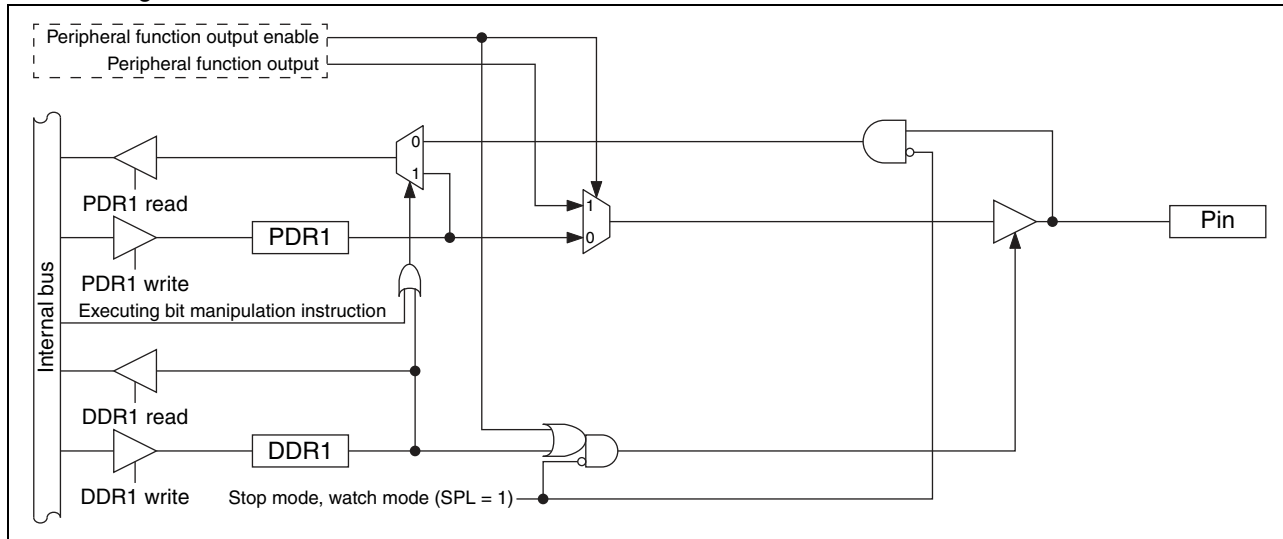 Peripheral function output enable
Peripheral function output
0
1
PDR1 read
1
Pin
PDR1
0
PDR1 write
Internal bus
Executing bit manipulation instruction
DDR1 read
DDR1
DDR1 write
Stop mode, watch mode (SPL = 1)